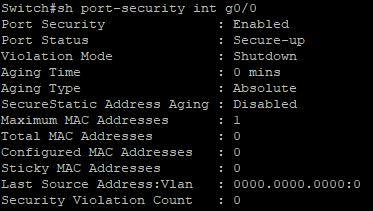 Switch#sh port-security int g0/0
Port Security              : Enabled
Port Status                : Secure-up
Violation Mode             : Shutdown
Aging Time                 : 0 mins
Aging Type                 : Absolute
SecureStatic Address Aging : Disabled
Maximum MAC Addresses      : 1
Total MAC Addresses        : 0
Configured MAC Addresses   : 0
Sticky MAC Addresses       : 0
Last Source Address:Vlan   : 0000.0000.0000:0
Security Violation Count   : 0